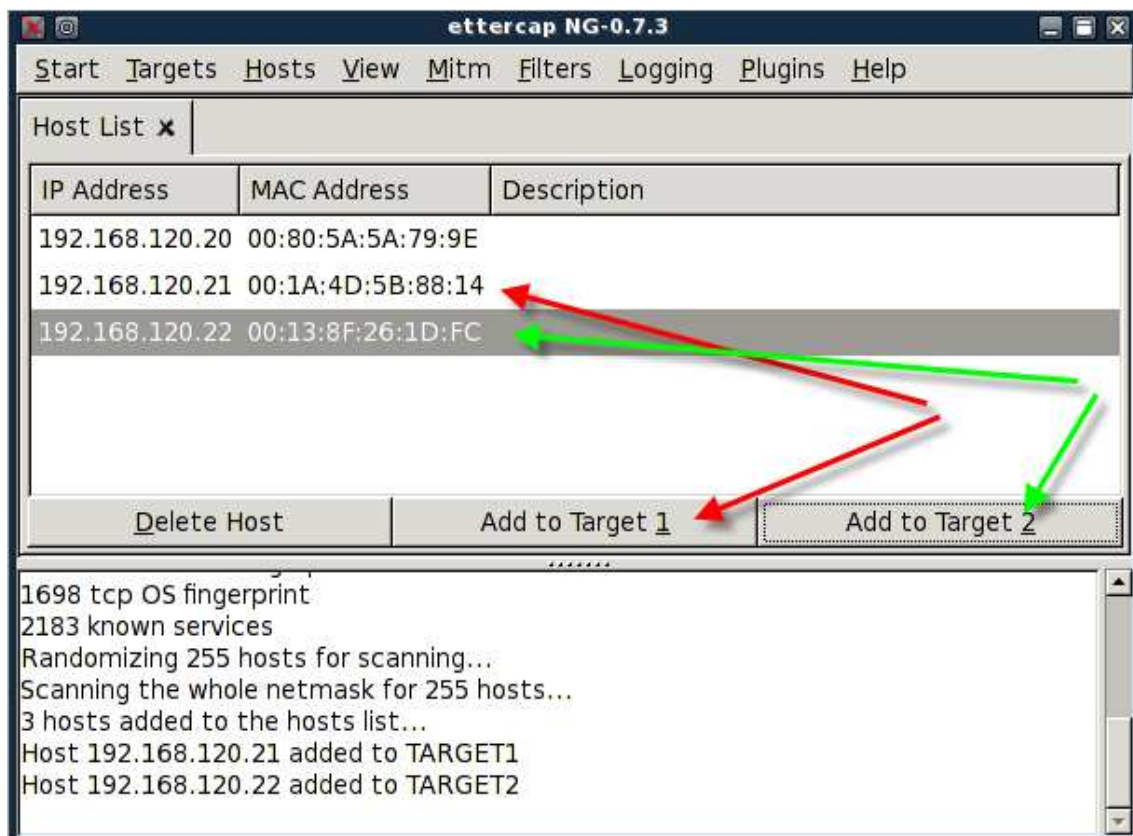 ettercap NG-0.7.3
Start Targets Hosts View Mitm Filters Logging Plugins Help
Host List x
IP Address MAC Address Description
192.168.120.20 00:80:5A:5A:79:9E
192.168.120.21 00:1A:4D:5B:88:14
192.168.120.22 00:13:8F:26:1D:FC
Delete Host Add to Target 1 Add to Target 2
1698 tcp OS fingerprint
2183 known services
Randomizing 255 hosts for scanning...
Scanning the whole netmask for 255 hosts...
3 hosts added to the hosts list...
Host 192.168.120.21 added to TARGET1
Host 192.168.120.22 added to TARGET2